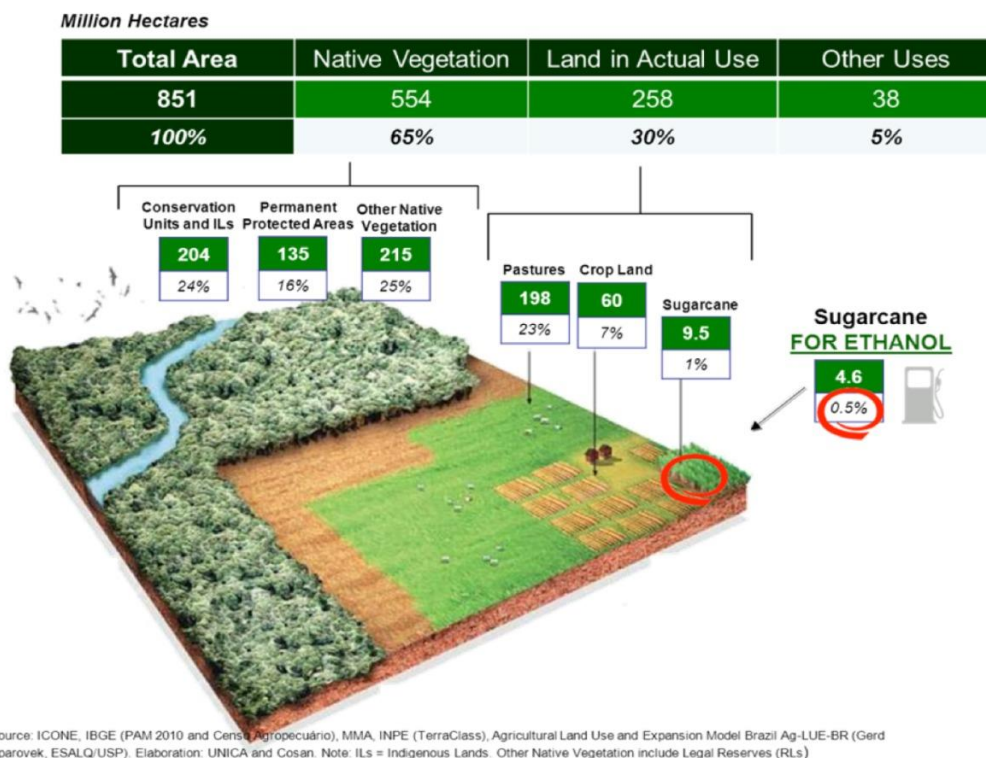 Million Hectares
Total Area Native Vegetation Land in Actual Use Other Uses
851 554 258 38
100% 65% 30% 5%
Conservation Units and ILs
204
24%
Permanent Protected Areas
135
16%
Other Native Vegetation
215
25%
Pastures
198
23%
Crop Land
60
7%
Sugarcane
9.5
1%
Sugarcane
FOR ETHANOL
4.6
0.5%
ource: ICONE, IBGE (PAM 2010 and Censo Agropecuário), MMA, INPE (TerraClass), Agricultural Land Use and Expansion Model Brazil Ag-LUE-BR (Gerd
parovek, ESALQ/USP). Elaboration: UNICA and Cosan. Note: ILs = Indigenous Lands. Other Native Vegetation include Legal Reserves (RLs)